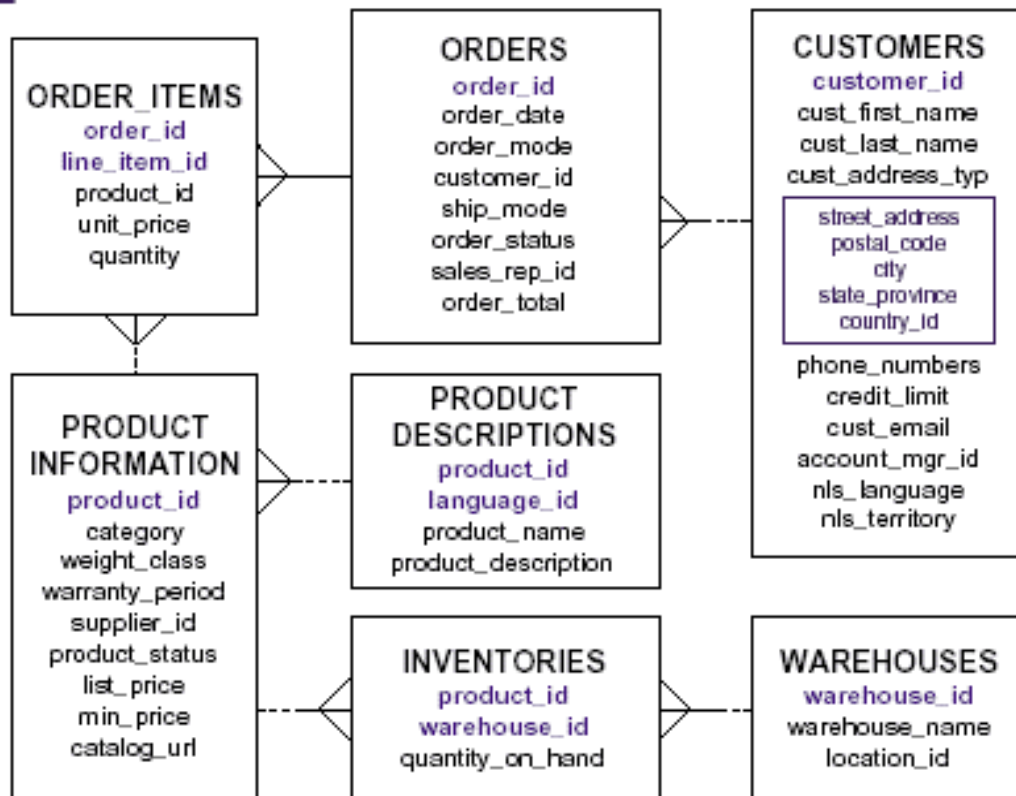 ORDER_ITEMS
order_id
line_item_id
product_id
unit_price
quantity
ORDERS
order_id
order_date
order_mode
customer_id
ship_mode
order_status
sales_rep_id
order_total
CUSTOMERS
customer_id
cust_first_name
cust_last_name
cust_address_typ
street_address
postal_code
city
state_province
country_id
phone_numbers
credit_limit
cust_email
account_mgr_id
nls_language
nls_territory
PRODUCT
INFORMATION
product_id
category
weight_class
warranty_period
supplier_id
product_status
list_price
min_price
catalog_url
PRODUCT
DESCRIPTIONS
product_id
language_id
product_name
product_description
INVENTORIES
product_id
warehouse_id
quantity_on_hand
WAREHOUSES
warehouse_id
warehouse_name
location_id